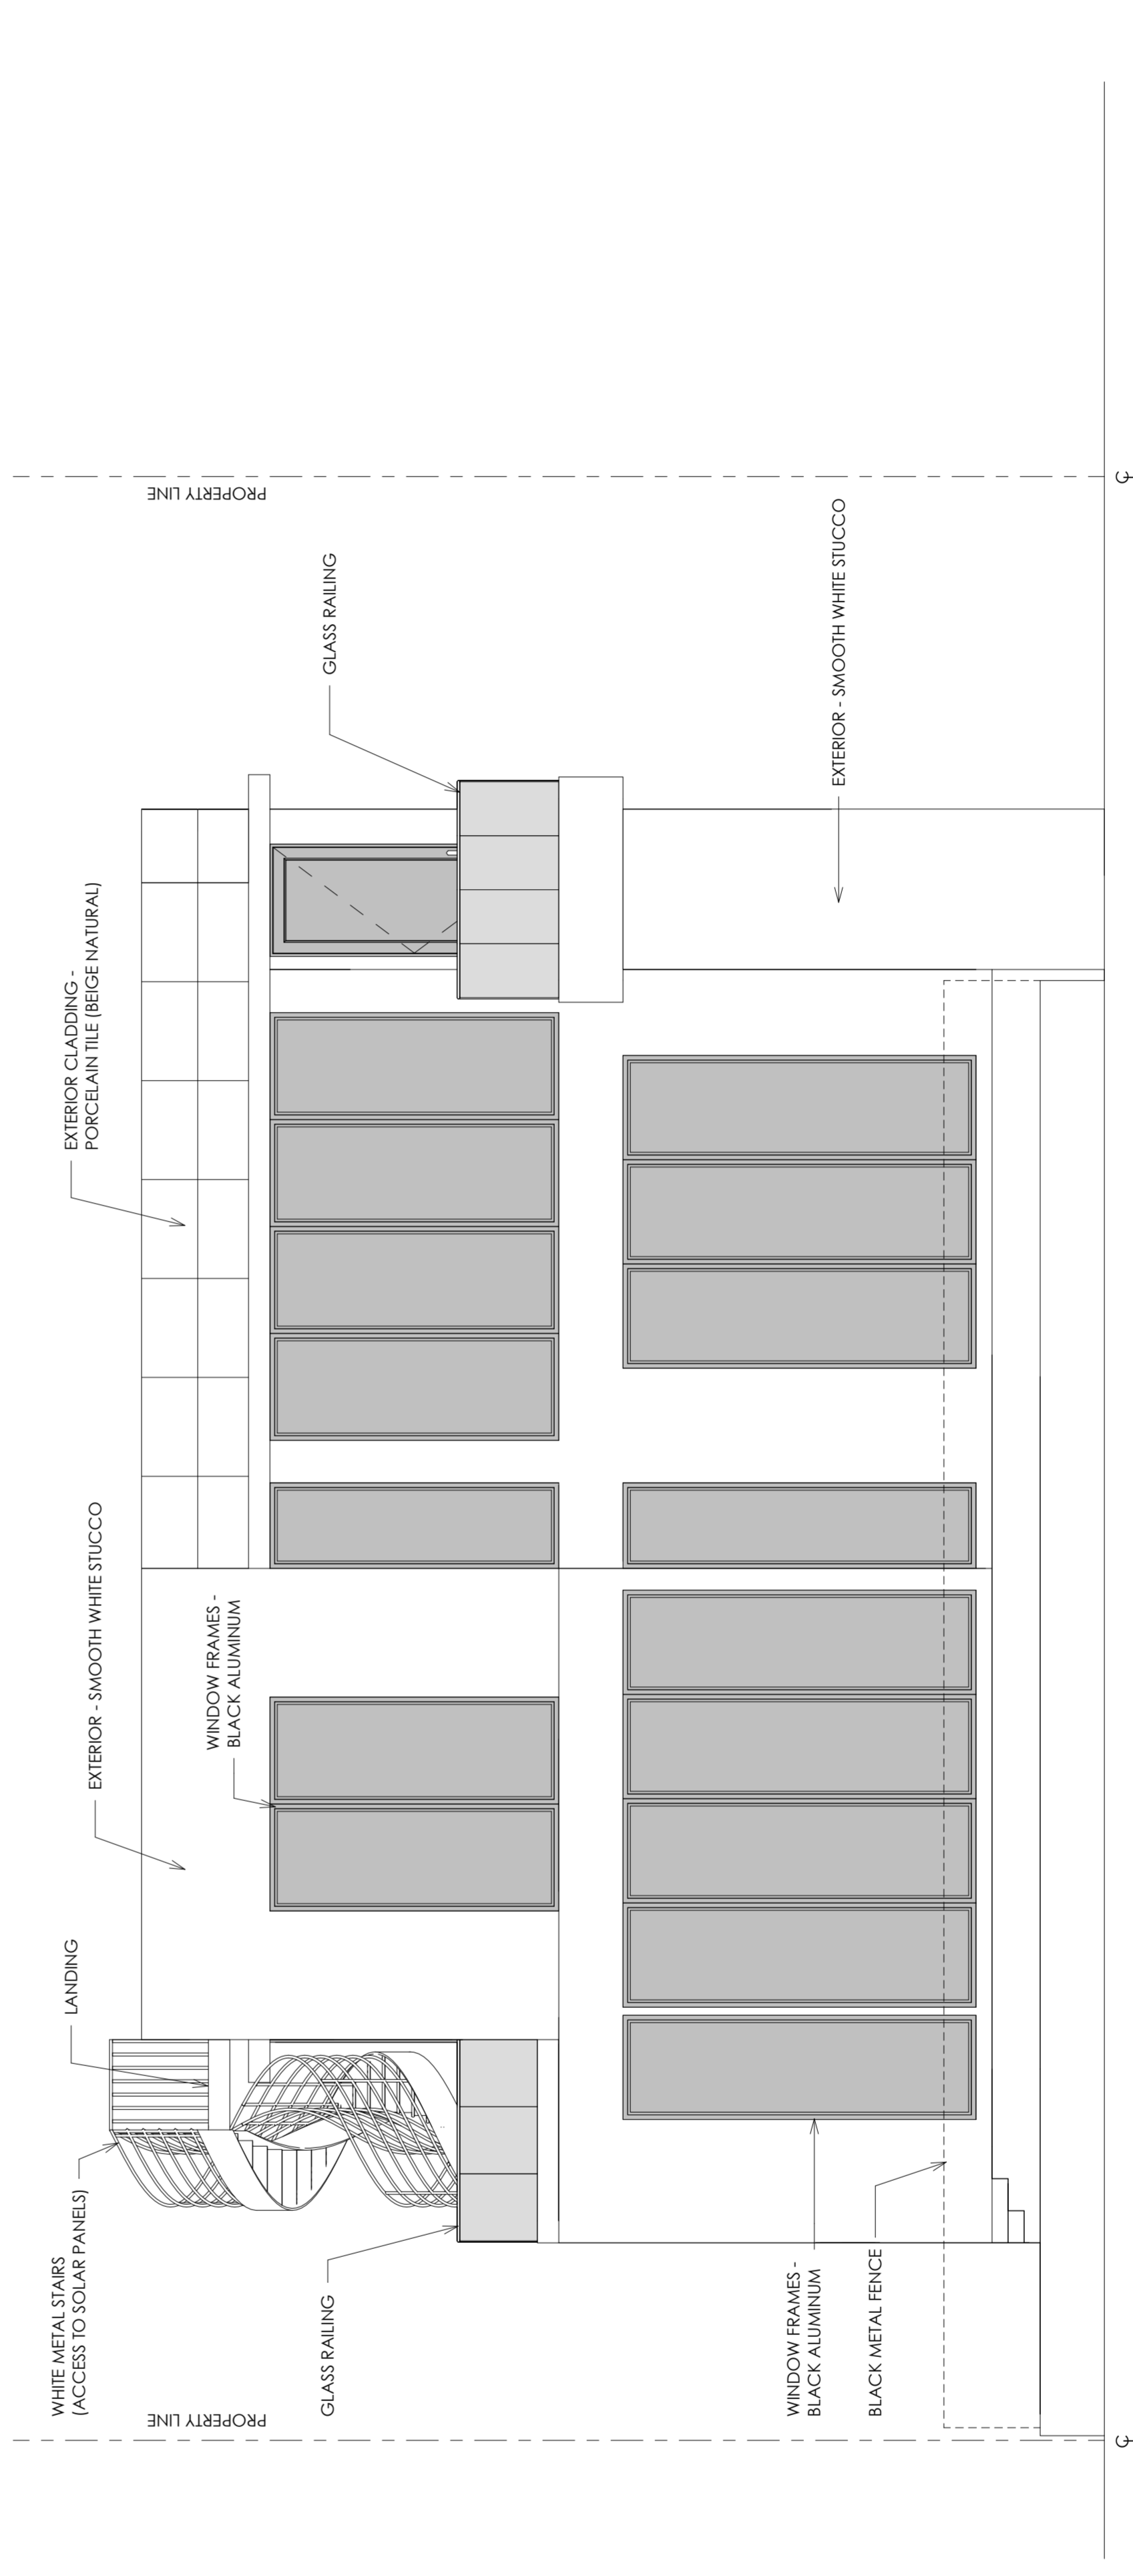 WHITE METAL STAIRS
(ACCESS TO SOLAR PANELS)
LANDING
EXTERIOR - SMOOTH WHITE STUCCO
EXTERIOR CLADDING -
PORCELAIN TILE (BEIGE NATURAL)
PROPERTY LINE
WINDOW FRAMES -
BLACK ALUMINUM
PROPERTY LINE
GLASS RAILING
GLASS RAILING
WINDOW FRAMES -
BLACK ALUMINUM
EXTERIOR - SMOOTH WHITE STUCCO
BLACK METAL FENCE